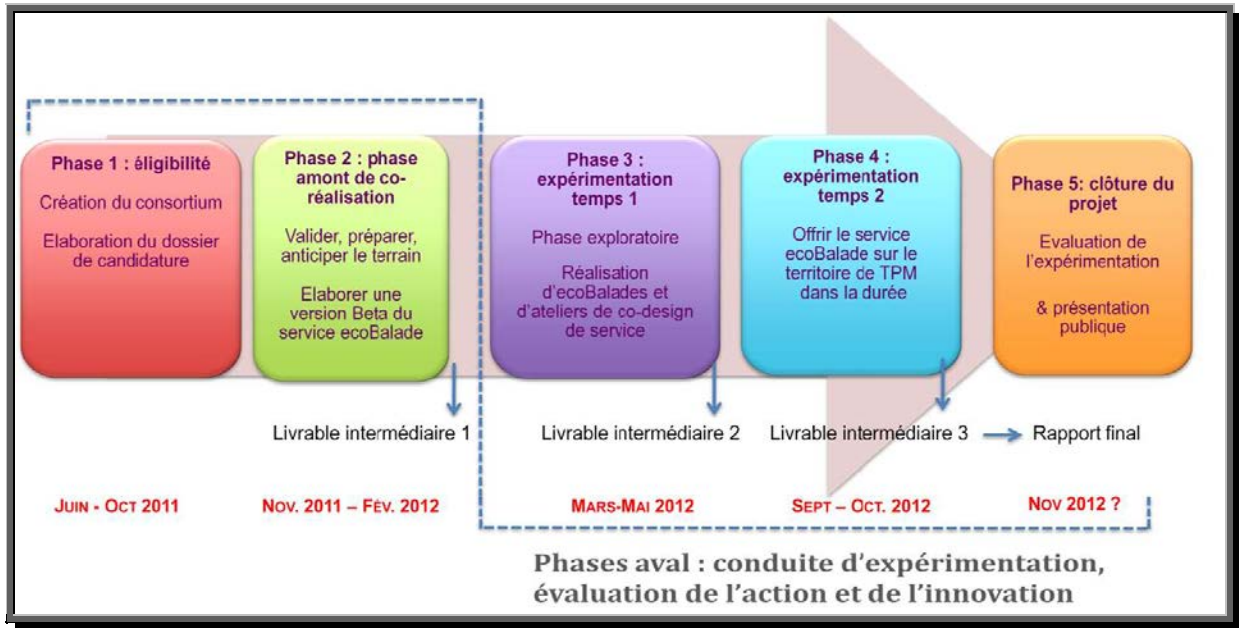 Phase 1 : éligibilité
Création du consortium
Elaboration du dossier
de candidature
Phase 2 : phase
amont de co-
réalisation
Valider, préparer,
anticiper le terrain
Elaborer une
version Beta du
service ecoBalade
Phase 3 :
expérimentation
temps 1
Phase exploratoire
Réalisation
d'ecoBalades et
d'ateliers de co-design
de service
Phase 4 :
expérimentation
temps 2
Offrir le service
ecoBalade sur le
territoire de TPM
dans la durée
Phase 5: clôture du
projet
Evaluation de
l'expérimentation
& présentation
publique
Livrable intermédiaire 1
Livrable intermédiaire 2
Livrable intermédiaire 3
Rapport final
JUIN - OCT 2011
NOV. 2011 – FÉV. 2012
MARS-MAI 2012
SEPT – OCT. 2012
NOV 2012 ?
Phases aval : conduite d'expérimentation,
évaluation de l'action et de l'innovation